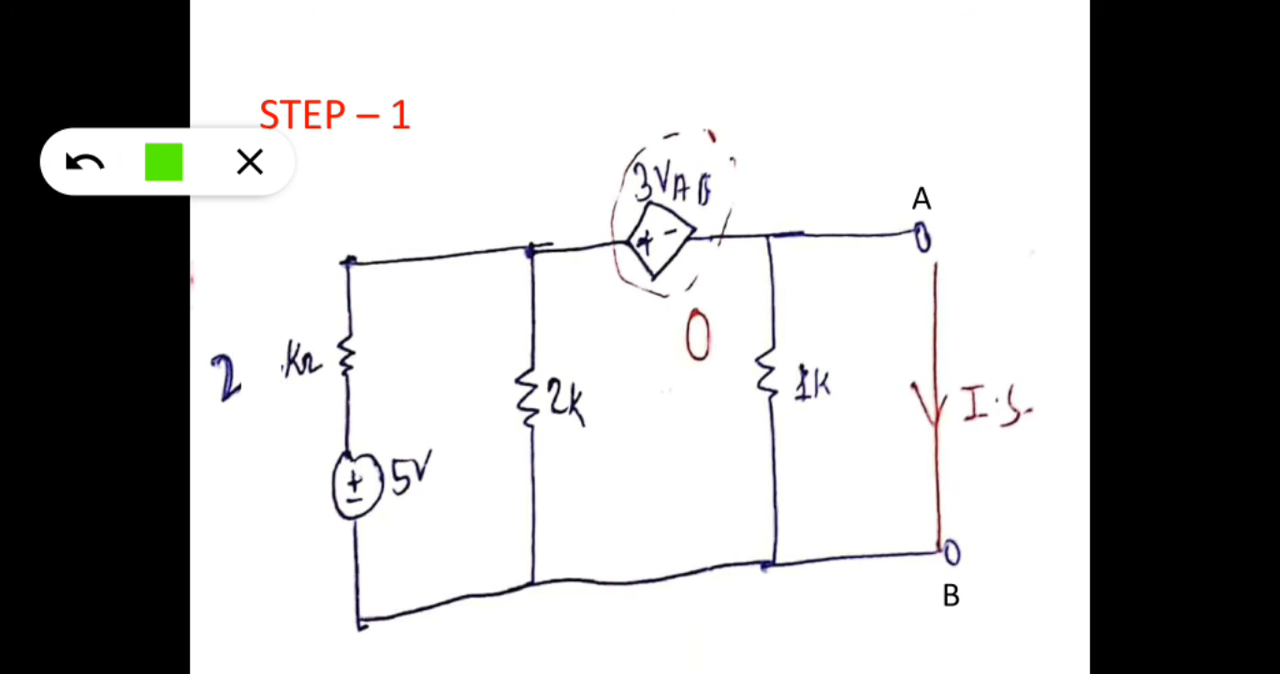 STEP – 1
3VAB
A
+ -
0
2 KΩ
2K
1K
I.S.
5V
±
B